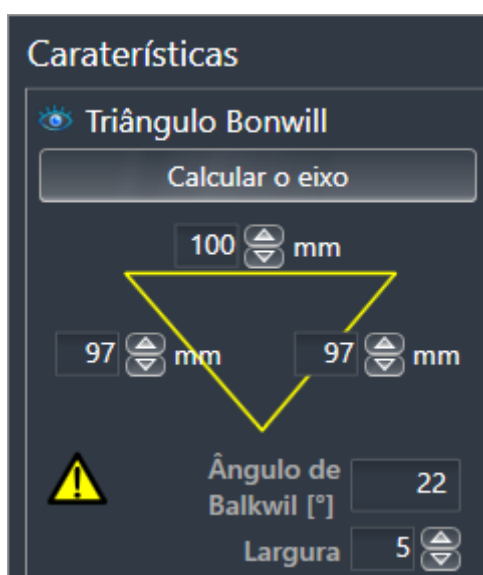 Caraterísticas
Triângulo Bonwill
Calcular o eixo
100 mm
97 mm 97 mm
Ângulo de
Balkwil [°] 22
Largura 5